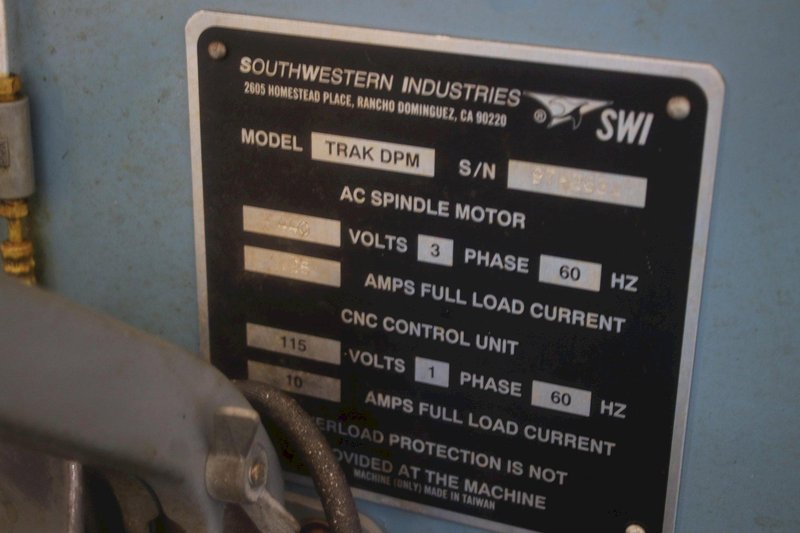 SOUTHWESTERN INDUSTRIES
2605 HOMESTEAD PLACE, RANCHO DOMINGUEZ, CA 90220
® SWI
MODEL TRAK DPM S/N
AC SPINDLE MOTOR
VOLTS 3 PHASE 60 HZ
AMPS FULL LOAD CURRENT
CNC CONTROL UNIT
115 VOLTS 1 PHASE 60 HZ
10 AMPS FULL LOAD CURRENT
PROTECTION IS NOT
AT THE MACHINE
MACHINE (ONLY) MADE IN TAIWAN